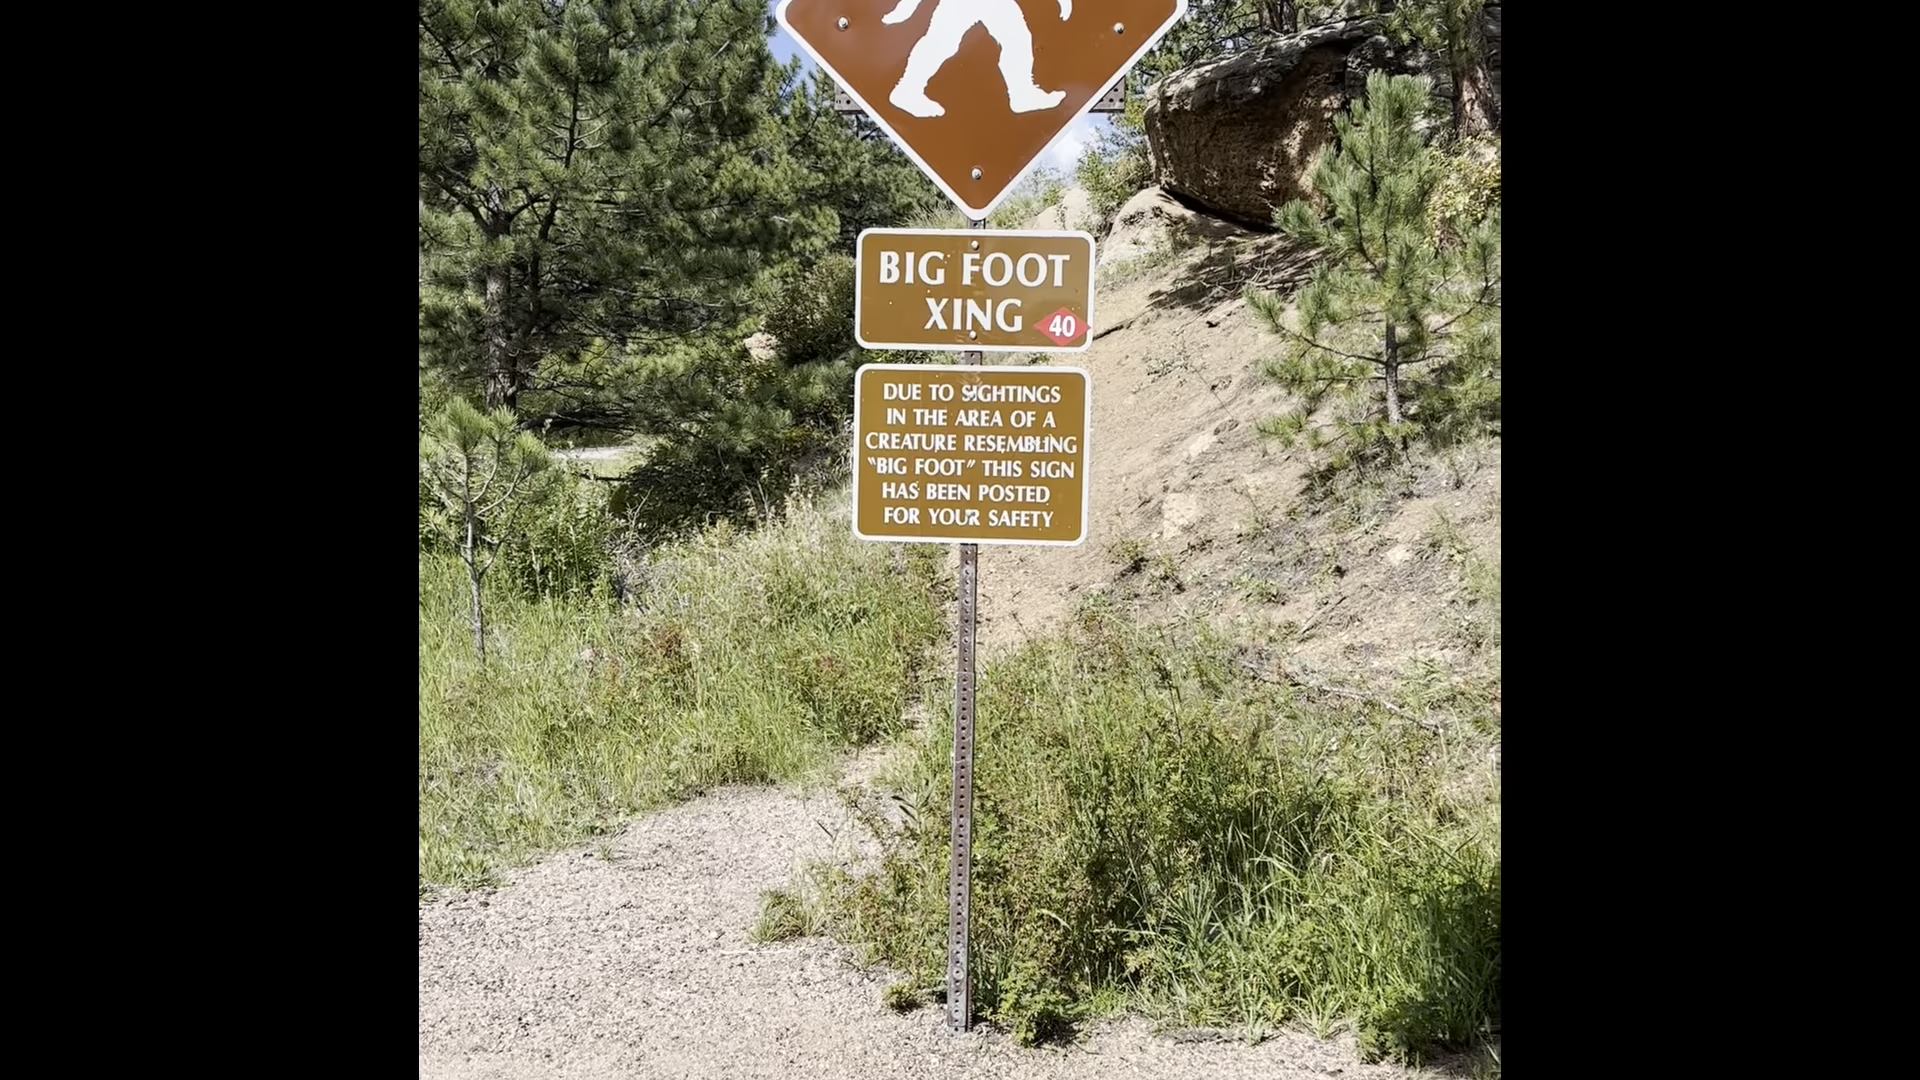 BIG FOOT
XING
40
DUE TO SIGHTINGS
IN THE AREA OF A
CREATURE RESEMBLING
"BIG FOOT" THIS SIGN
HAS BEEN POSTED
FOR YOUR SAFETY